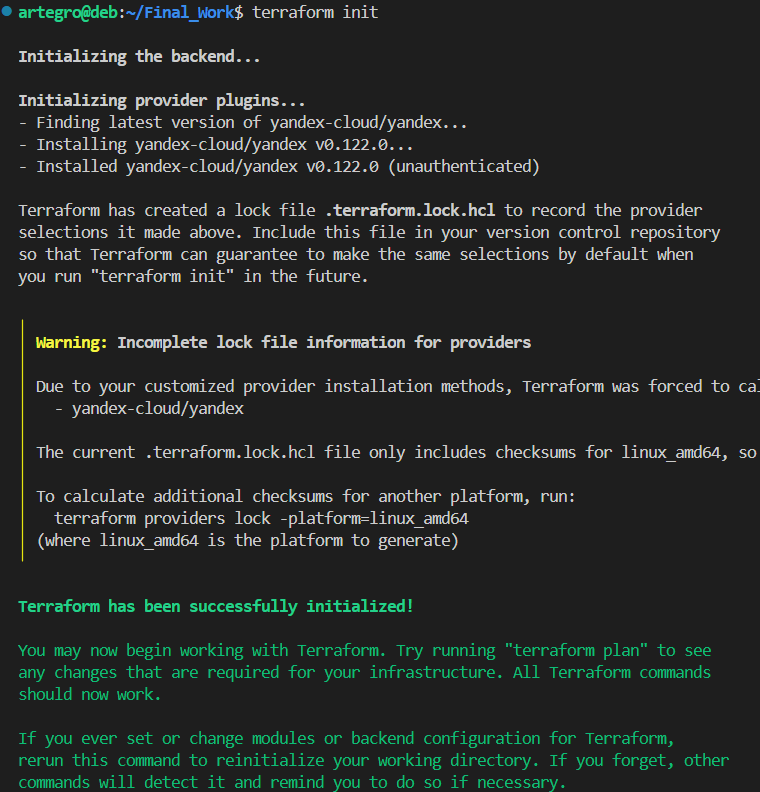 artegro@deb:~/Final_Work$ terraform init
Initializing the backend...
Initializing provider plugins...
- Finding latest version of yandex-cloud/yandex...
- Installing yandex-cloud/yandex v0.122.0...
- Installed yandex-cloud/yandex v0.122.0 (unauthenticated)
Terraform has created a lock file .terraform.lock.hcl to record the provider
selections it made above. Include this file in your version control repository
so that Terraform can guarantee to make the same selections by default when
you run "terraform init" in the future.
Warning: Incomplete lock file information for providers
Due to your customized provider installation methods, Terraform was forced to
- yandex-cloud/yandex
The current .terraform.lock.hcl file only includes checksums for linux_amd64, so
To calculate additional checksums for another platform, run:
terraform providers lock -platform=linux_amd64
(where linux_amd64 is the platform to generate)
Terraform has been successfully initialized!
You may now begin working with Terraform. Try running "terraform plan" to see
any changes that are required for your infrastructure. All Terraform commands
should now work.
If you ever set or change modules or backend configuration for Terraform,
rerun this command to reinitialize your working directory. If you forget, other
commands will detect it and remind you to do so if necessary.